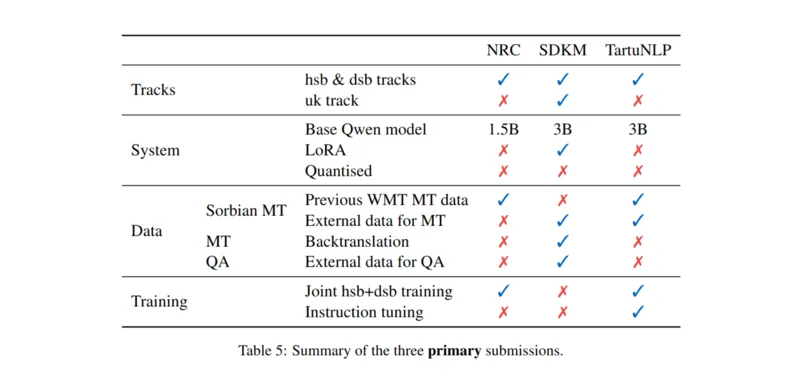 NRC SDKM TartuNLP
Tracks hsb & dsb tracks ✓ ✓ ✓
uk track ✗ ✓ ✗
System Base Qwen model 1.5B 3B 3B
LoRA ✗ ✓ ✗
Quantised ✗ ✗ ✗
Data Sorbian MT Previous WMT MT data ✓ ✗ ✓
External data for MT ✗ ✓ ✓
MT Backtranslation ✗ ✓ ✗
QA External data for QA ✗ ✓ ✗
Training Joint hsb+dsb training ✓ ✗ ✓
Instruction tuning ✗ ✗ ✓
Table 5: Summary of the three primary submissions.